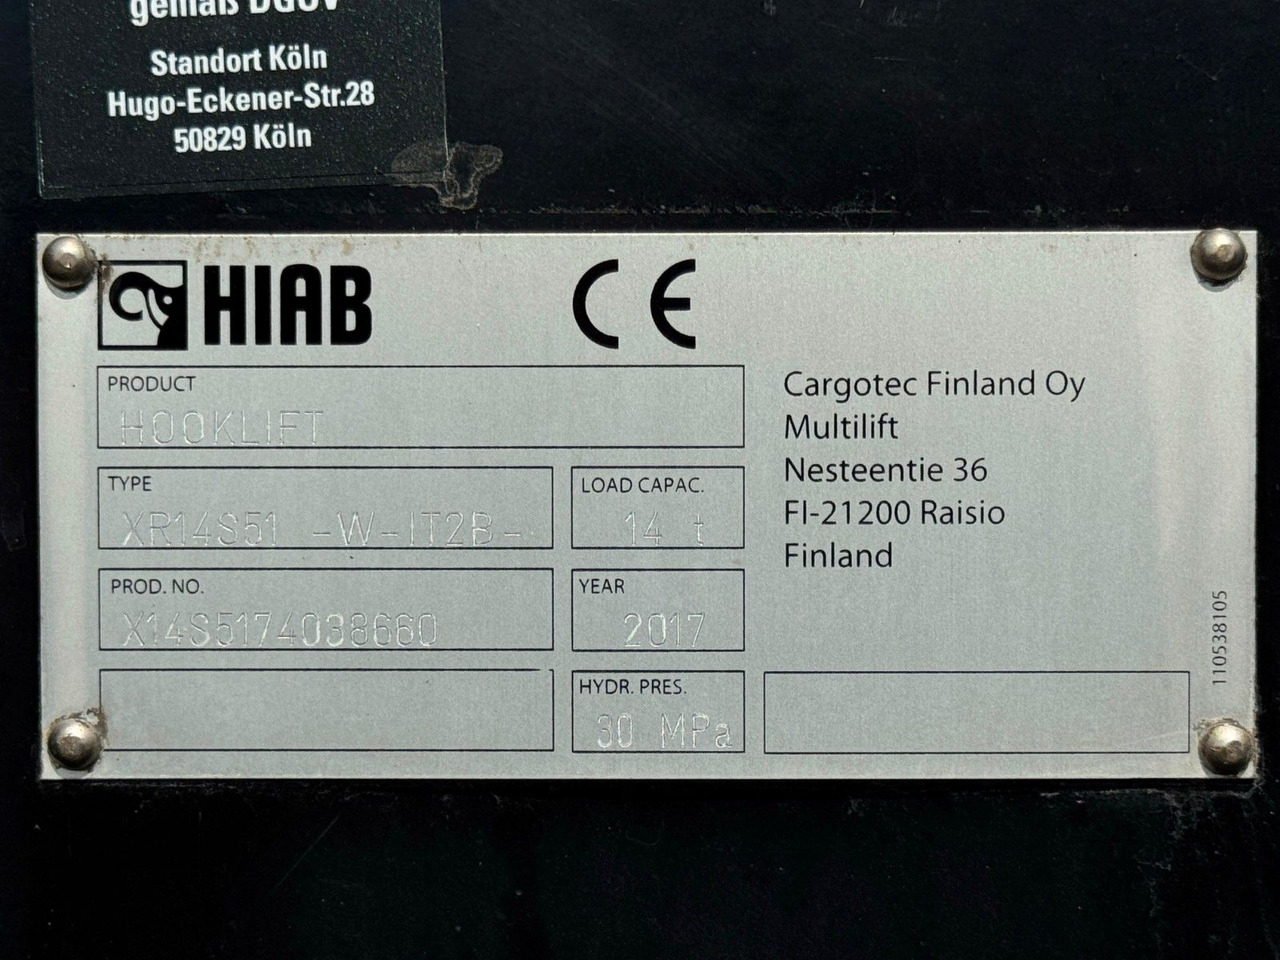 gemäß DGUV
Standort Köln
Hugo-Eckener-Str.28
50829 Köln
HIAB CE
PRODUCT
HOOKLIFT
TYPE
XR14S51 -W-IT2B-
LOAD CAPAC.
14 t
PROD. NO.
X14S5174038660
YEAR
2017
HYDR. PRES.
30 MPa
Cargotec Finland Oy
Multilift
Nesteentie 36
FI-21200 Raisio
Finland
110538105